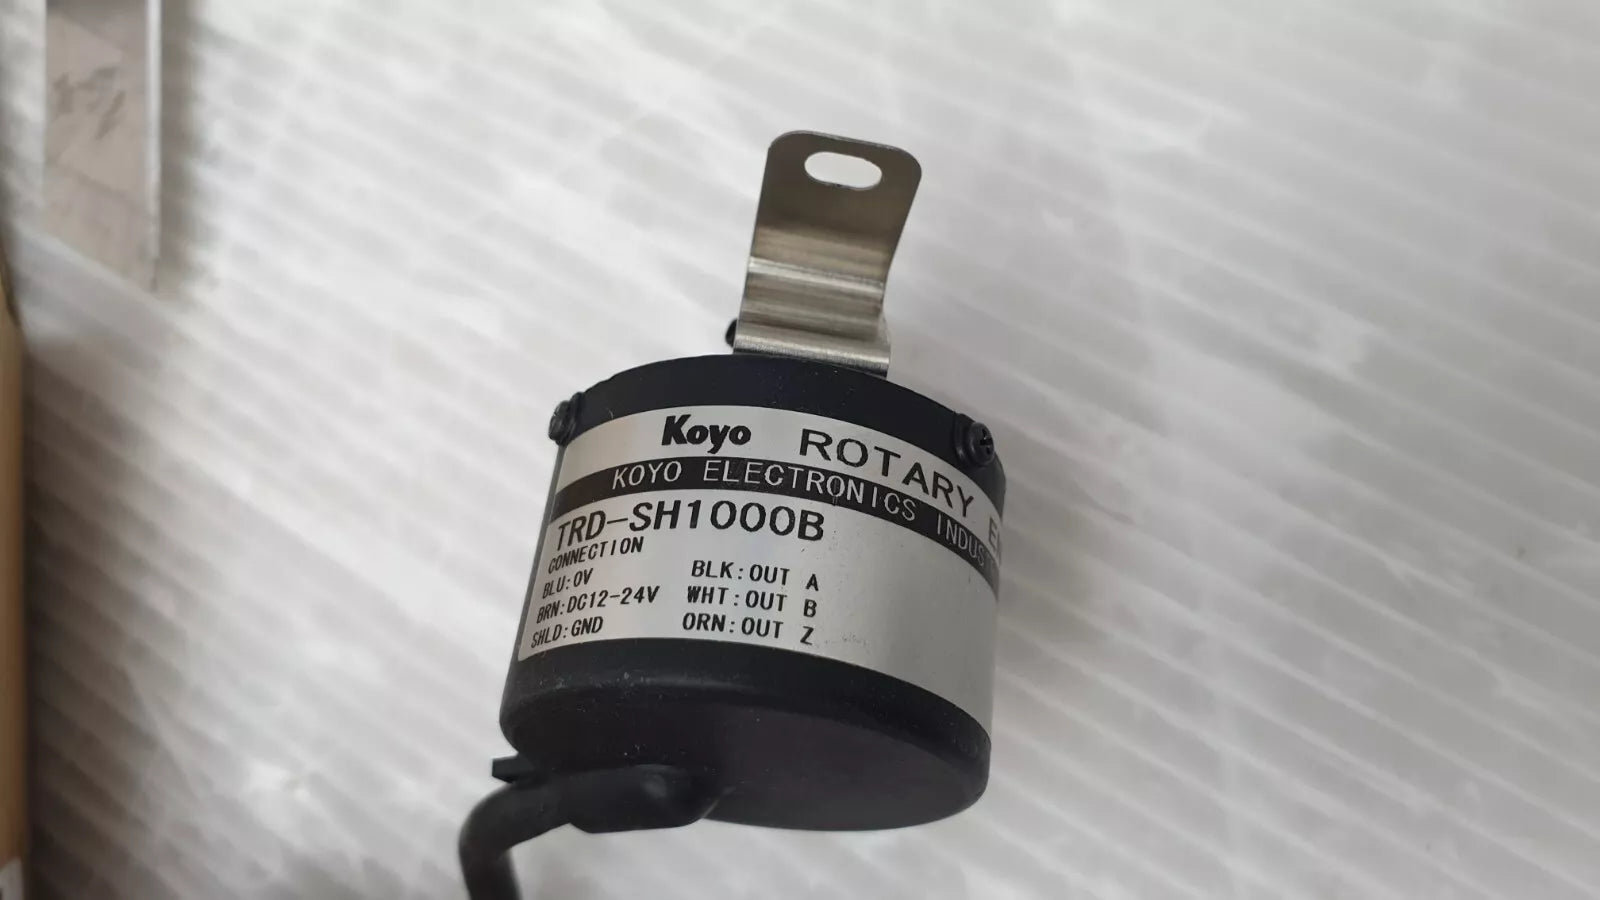 Koyo ROTARY
KOYO ELECTRONICS
TRD-SH1000B
CONNECTION
BLU:0V BLK:OUT A
BRN:DC12-24V WHT:OUT B
SHLD:GND ORN:OUT Z